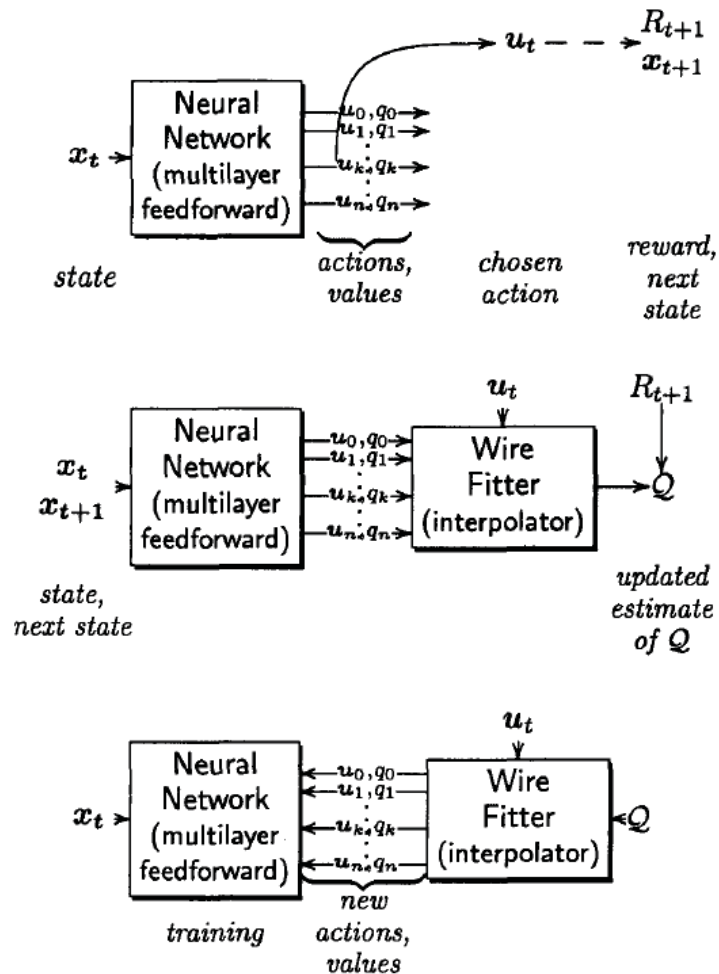 Neural
Network
(multilayer
feedforward)
x_t
u_0, q_0
u_1, q_1
u_k, q_k
u_n, q_n
u_t
R_{t+1}
x_{t+1}
state
actions,
values
chosen
action
reward,
next
state
x_t
x_{t+1}
Neural
Network
(multilayer
feedforward)
u_0, q_0
u_1, q_1
u_k, q_k
u_n, q_n
u_t
Wire
Fitter
(interpolator)
R_{t+1}
Q
state,
next state
updated
estimate
of Q
x_t
Neural
Network
(multilayer
feedforward)
u_0, q_0
u_1, q_1
u_k, q_k
u_n, q_n
u_t
Wire
Fitter
(interpolator)
Q
training
new
actions,
values